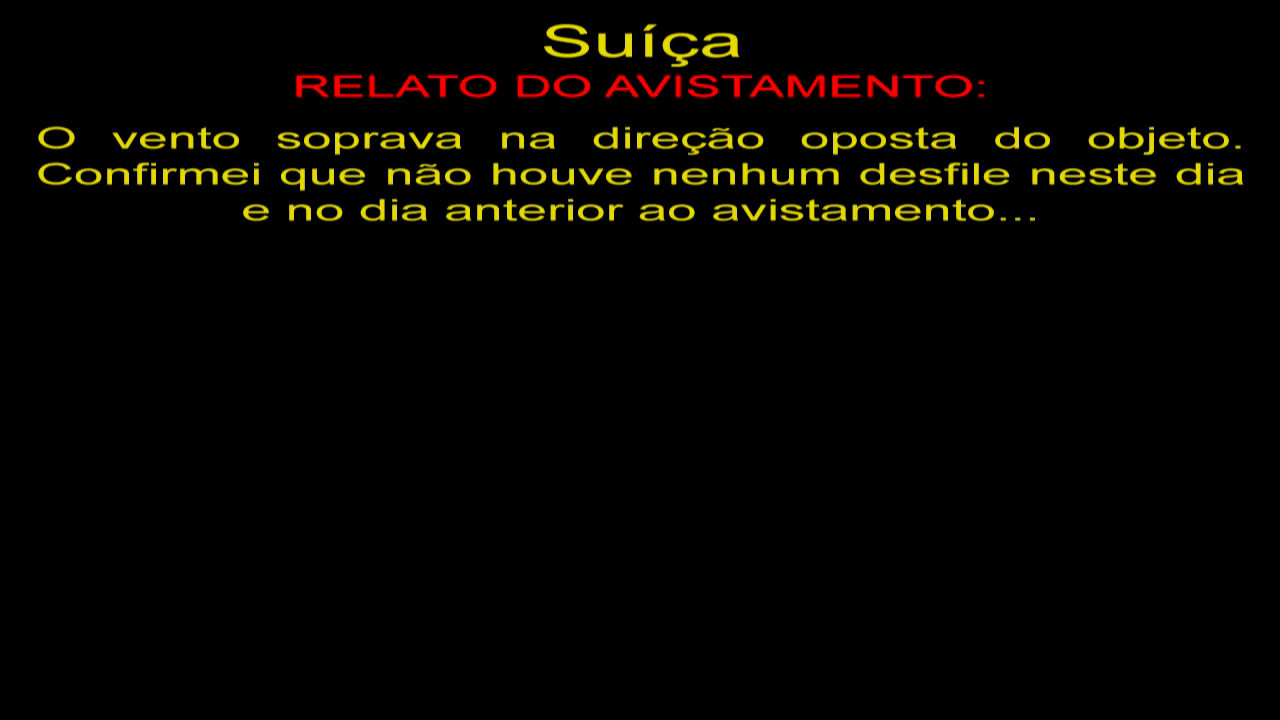 Suíça
RELATO DO AVISTAMENTO:
O vento soprava na direção oposta do objeto.
Confirmei que não houve nenhum desfile neste dia
e no dia anterior ao avistamento...